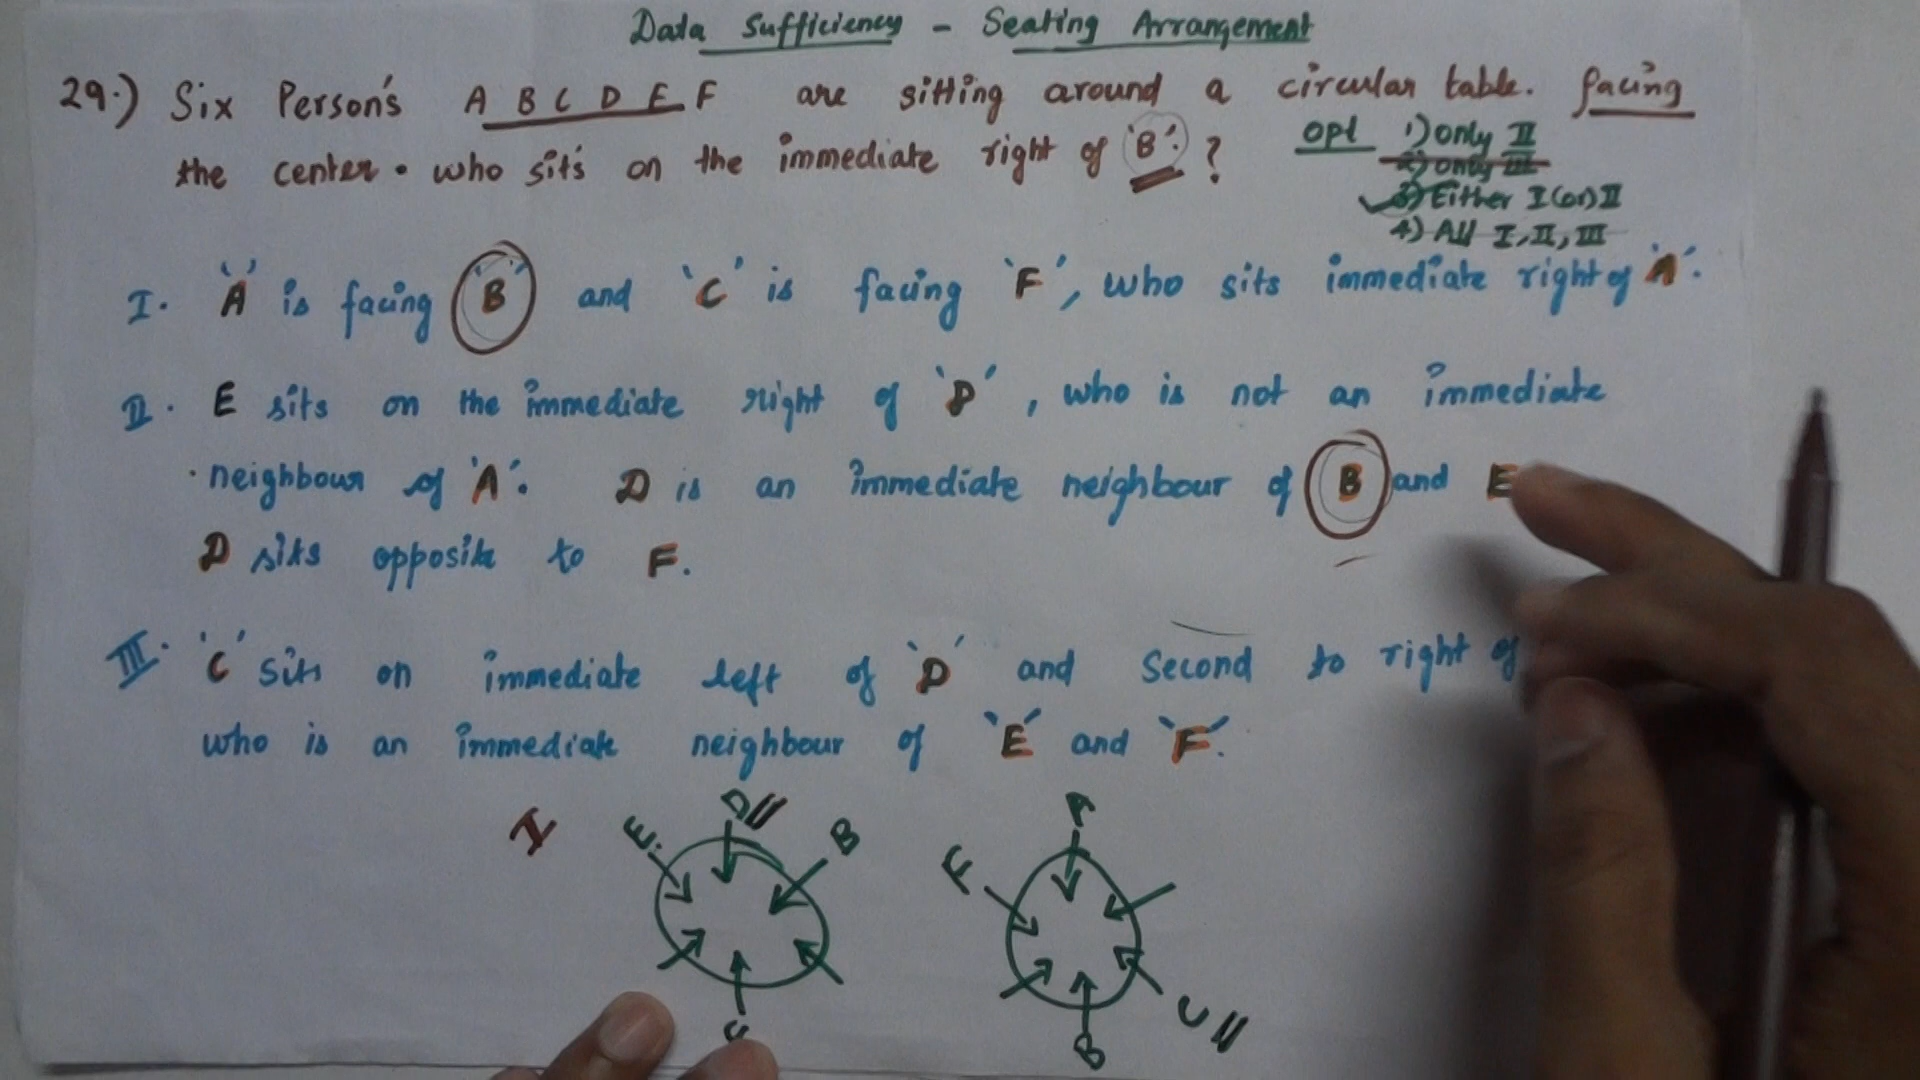 Data Sufficiency - Seating Arrangement
29.) Six Person's A B C D E F are sitting around a circular table. facing
the center. who sit's on the immediate right of 'B'.?
opt 1) only II
2) only III
3) Either I (or) II
4) All I, II, III
I. 'A' is facing 'B' and 'C' is facing 'F', who sits immediate right of 'A'.
II. E sits on the immediate right of 'D', who is not an immediate
neighbour of 'A'. D is an immediate neighbour of B and E
D sits opposite to F.
III. 'C' sits on immediate left of 'D' and Second to right of
who is an immediate neighbour of 'E' and 'F'.
I
E D B
F A
C
B